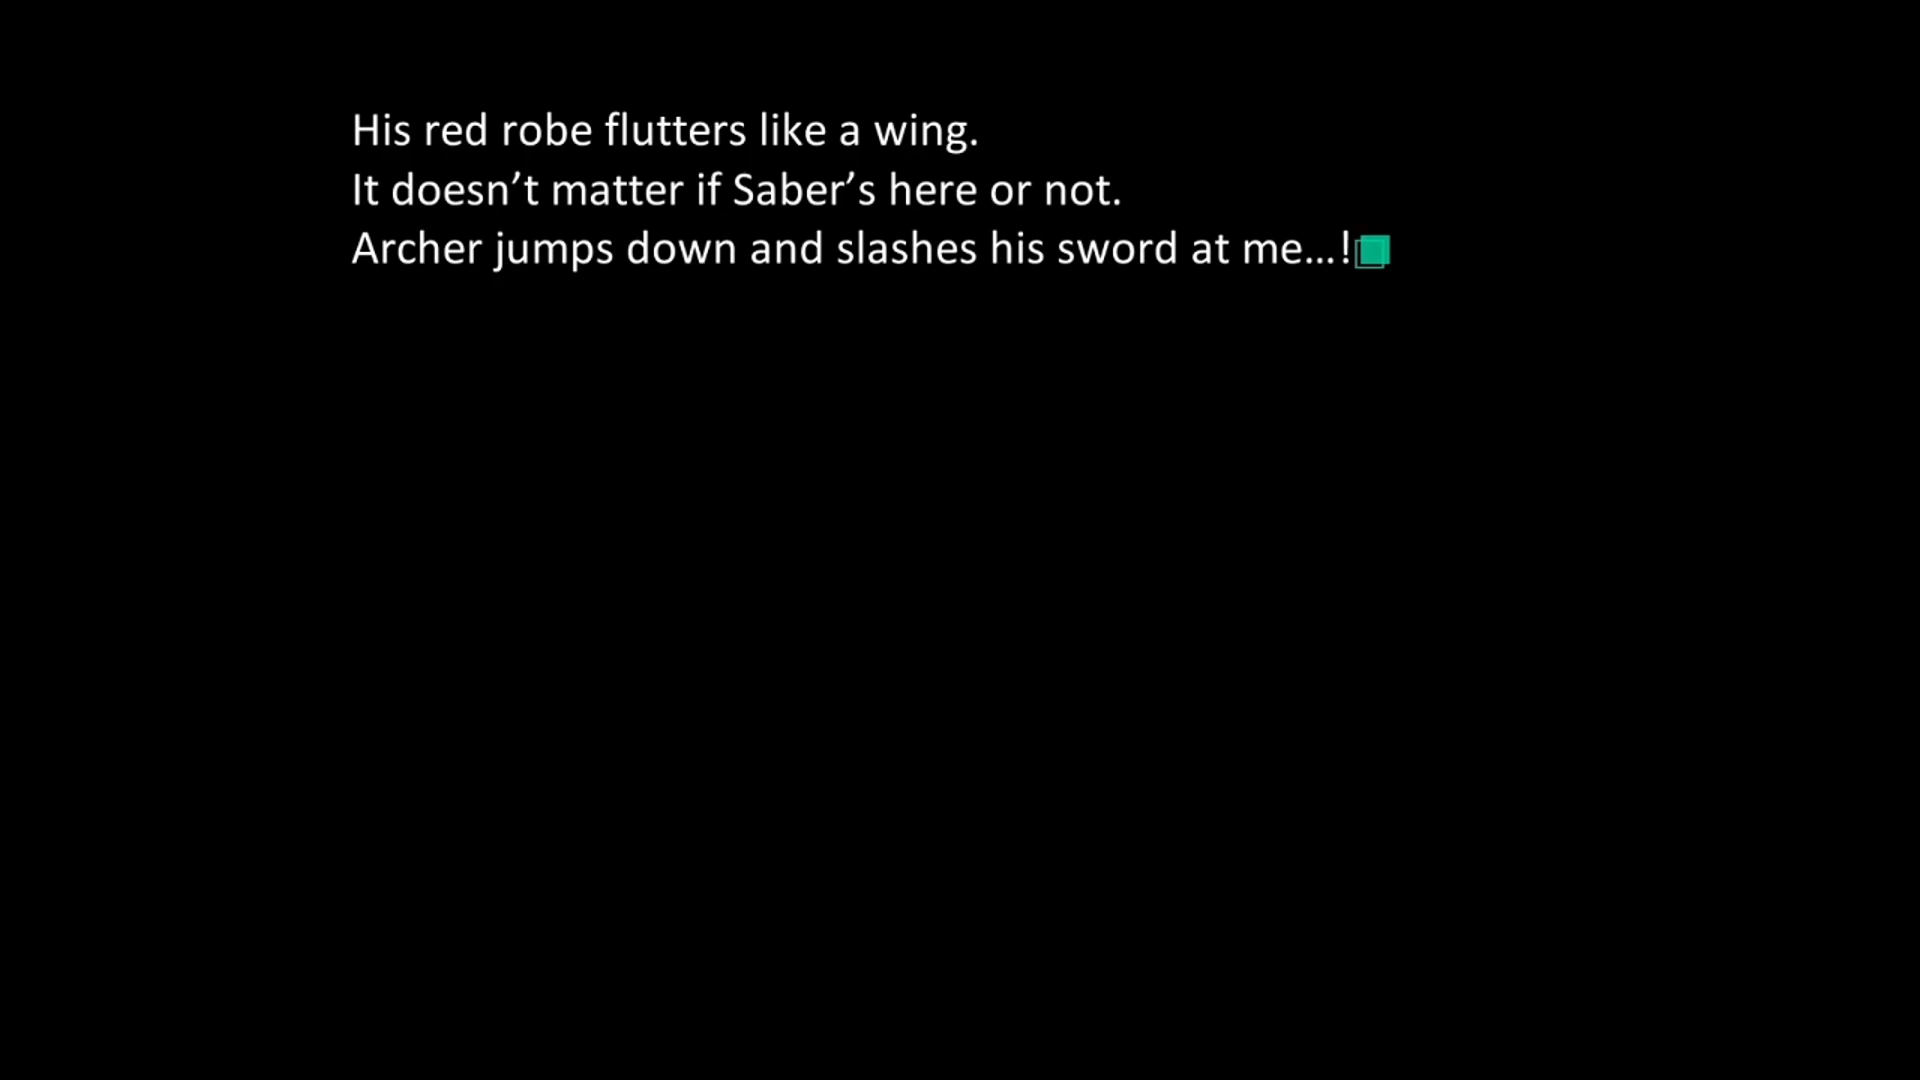 His red robe flutters like a wing.
It doesn’t matter if Saber’s here or not.
Archer jumps down and slashes his sword at me…!